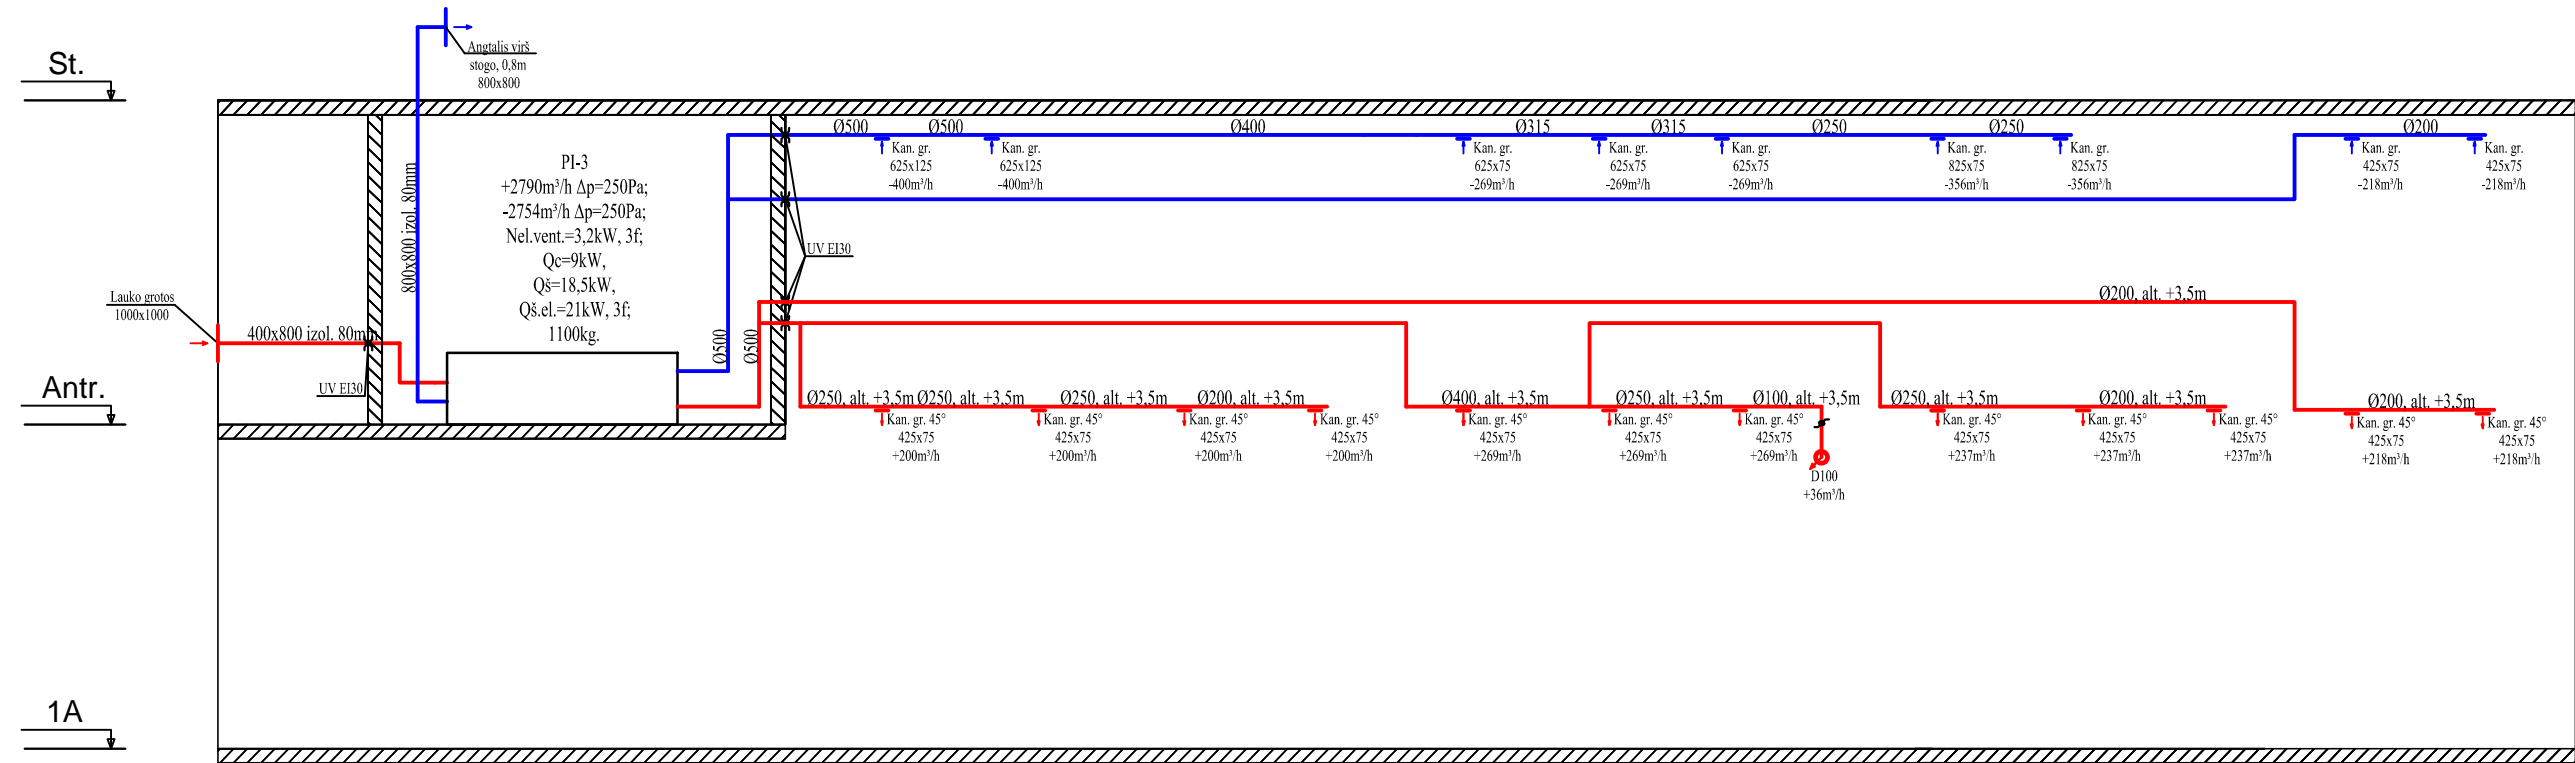 St.
Antr.
1A
Angtalis virš
stogo, 0,8m
800x800
800x800 izol. 80mm
Lauko grotos
1000x1000
400x800 izol. 80mm
UV EI30
PI-3
+2790m³/h Δp=250Pa;
-2754m³/h Δp=250Pa;
Nel.vent.=3,2kW, 3f;
Qc=9kW,
Qš=18,5kW,
Qš.el.=21kW, 3f;
1100kg.
Ø500
Ø500
UV EI30
Ø500
Ø500
Ø400
Ø315
Ø315
Ø250
Ø250
Ø200
Kan. gr.
625x125
-400m³/h
Kan. gr.
625x125
-400m³/h
Kan. gr.
625x75
-269m³/h
Kan. gr.
625x75
-269m³/h
Kan. gr.
625x75
-269m³/h
Kan. gr.
825x75
-356m³/h
Kan. gr.
825x75
-356m³/h
Kan. gr.
425x75
-218m³/h
Kan. gr.
425x75
-218m³/h
Ø200, alt. +3,5m
Ø250, alt. +3,5m
Ø250, alt. +3,5m
Ø250, alt. +3,5m
Ø200, alt. +3,5m
Ø400, alt. +3,5m
Ø250, alt. +3,5m
Ø100, alt. +3,5m
Ø250, alt. +3,5m
Ø200, alt. +3,5m
Ø200, alt. +3,5m
Kan. gr. 45°
425x75
+200m³/h
Kan. gr. 45°
425x75
+200m³/h
Kan. gr. 45°
425x75
+200m³/h
Kan. gr. 45°
425x75
+200m³/h
Kan. gr. 45°
425x75
+269m³/h
Kan. gr. 45°
425x75
+269m³/h
Kan. gr. 45°
425x75
+269m³/h
D100
+36m³/h
Kan. gr. 45°
425x75
+237m³/h
Kan. gr. 45°
425x75
+237m³/h
Kan. gr. 45°
425x75
+237m³/h
Kan. gr. 45°
425x75
+218m³/h
Kan. gr. 45°
425x75
+218m³/h